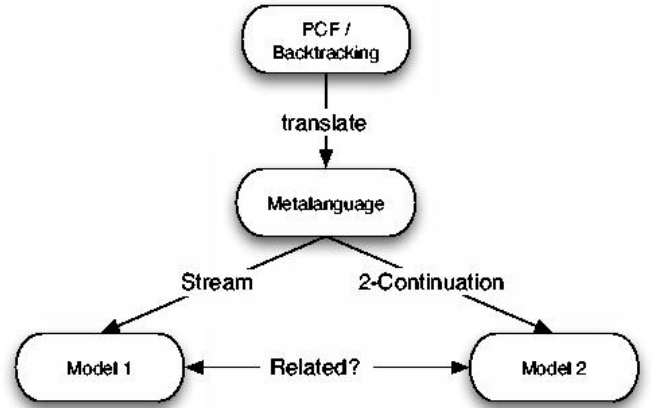 PCF /
Backtracking
translate
Metalanguage
Stream
2-Continuation
Model 1
Related?
Model 2